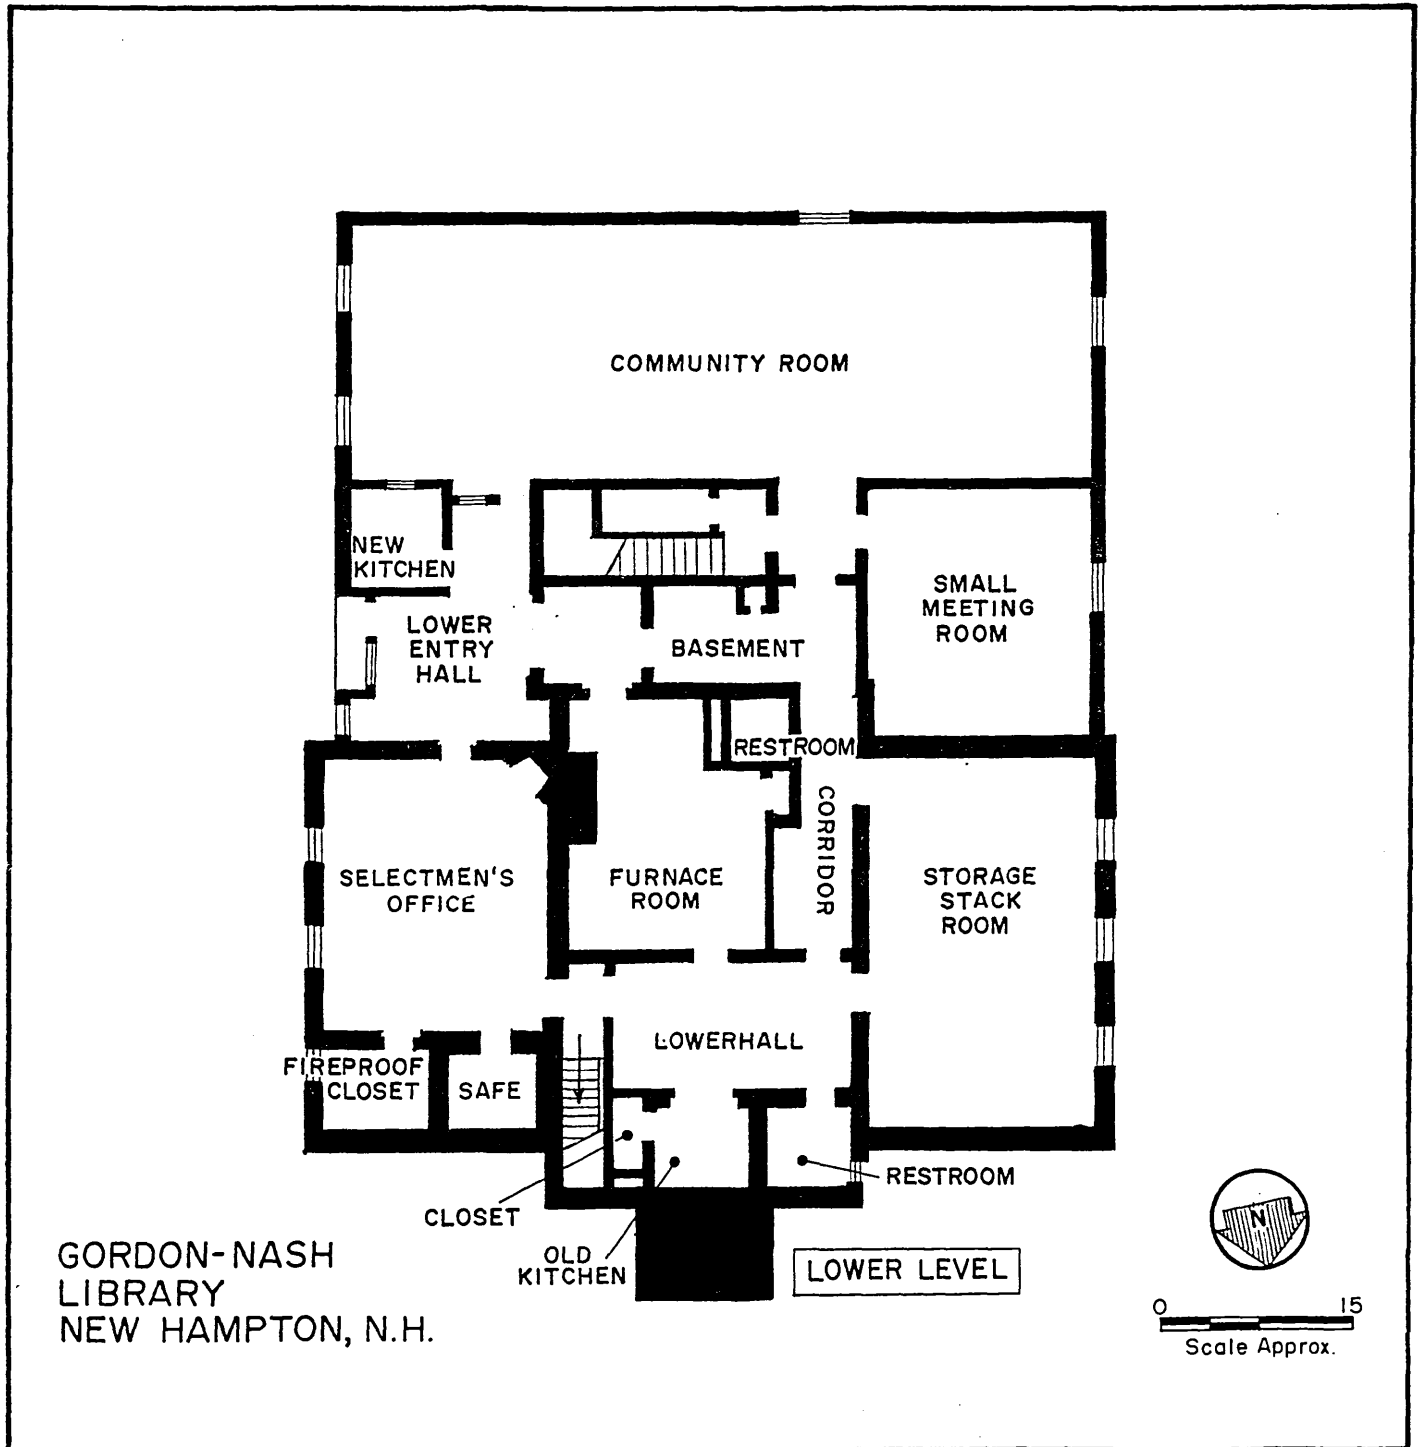 COMMUNITY ROOM
NEW
KITCHEN
LOWER
ENTRY
HALL
BASEMENT
SMALL
MEETING
ROOM
RESTROOM
CORRIDOR
SELECTMEN'S
OFFICE
FURNACE
ROOM
STORAGE
STACK
ROOM
LOWERHALL
FIREPROOF
CLOSET
SAFE
RESTROOM
CLOSET
OLD
KITCHEN
LOWER LEVEL
GORDON-NASH
LIBRARY
NEW HAMPTON, N.H.
N
0 15
Scale Approx.